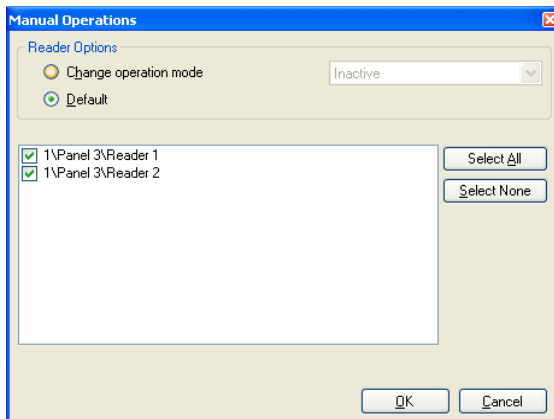 Manual Operations
Reader Options
Change operation mode
Inactive
Default
1\Panel 3\Reader 1
1\Panel 3\Reader 2
Select All
Select None
OK
Cancel